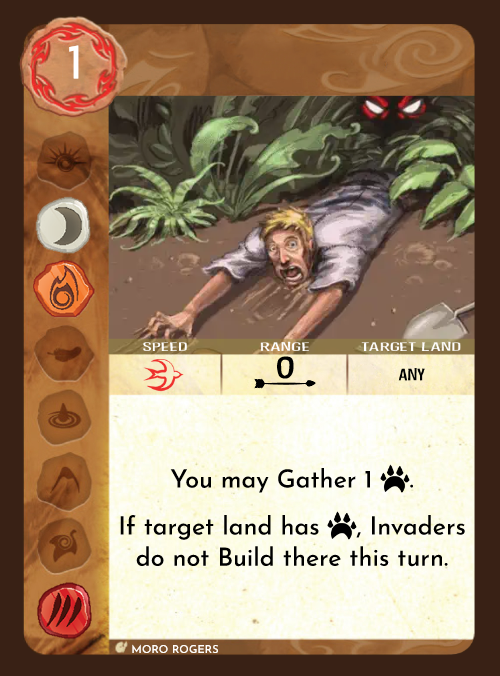 1
SPEED RANGE TARGET LAND
0 ANY
You may Gather 1 .
If target land has , Invaders
do not Build there this turn.
MORO ROGERS